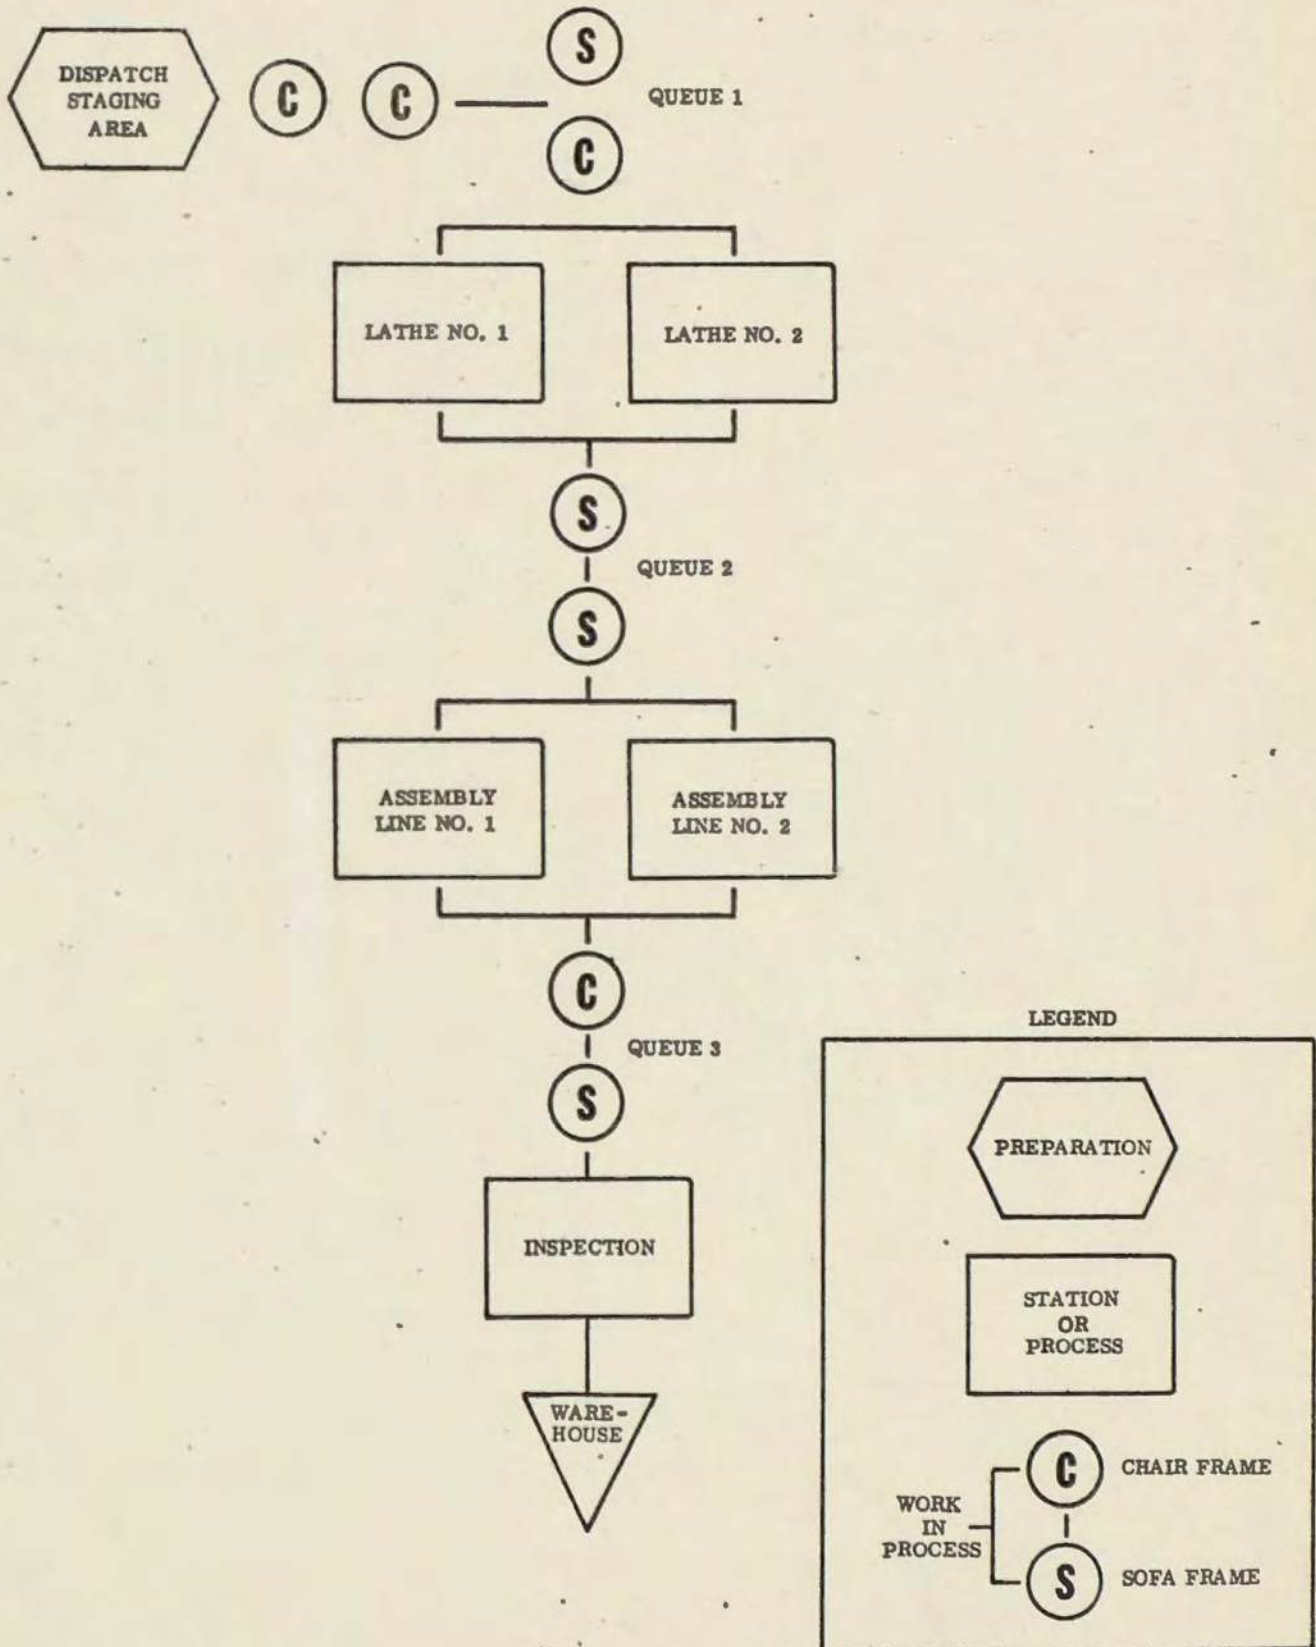 DISPATCH
STAGING
AREA
C
C
S
QUEUE 1
C
LATHE NO. 1
LATHE NO. 2
S
QUEUE 2
S
ASSEMBLY
LINE NO. 1
ASSEMBLY
LINE NO. 2
C
QUEUE 3
S
INSPECTION
WARE-
HOUSE
LEGEND
PREPARATION
STATION
OR
PROCESS
WORK
IN
PROCESS
C CHAIR FRAME
S SOFA FRAME